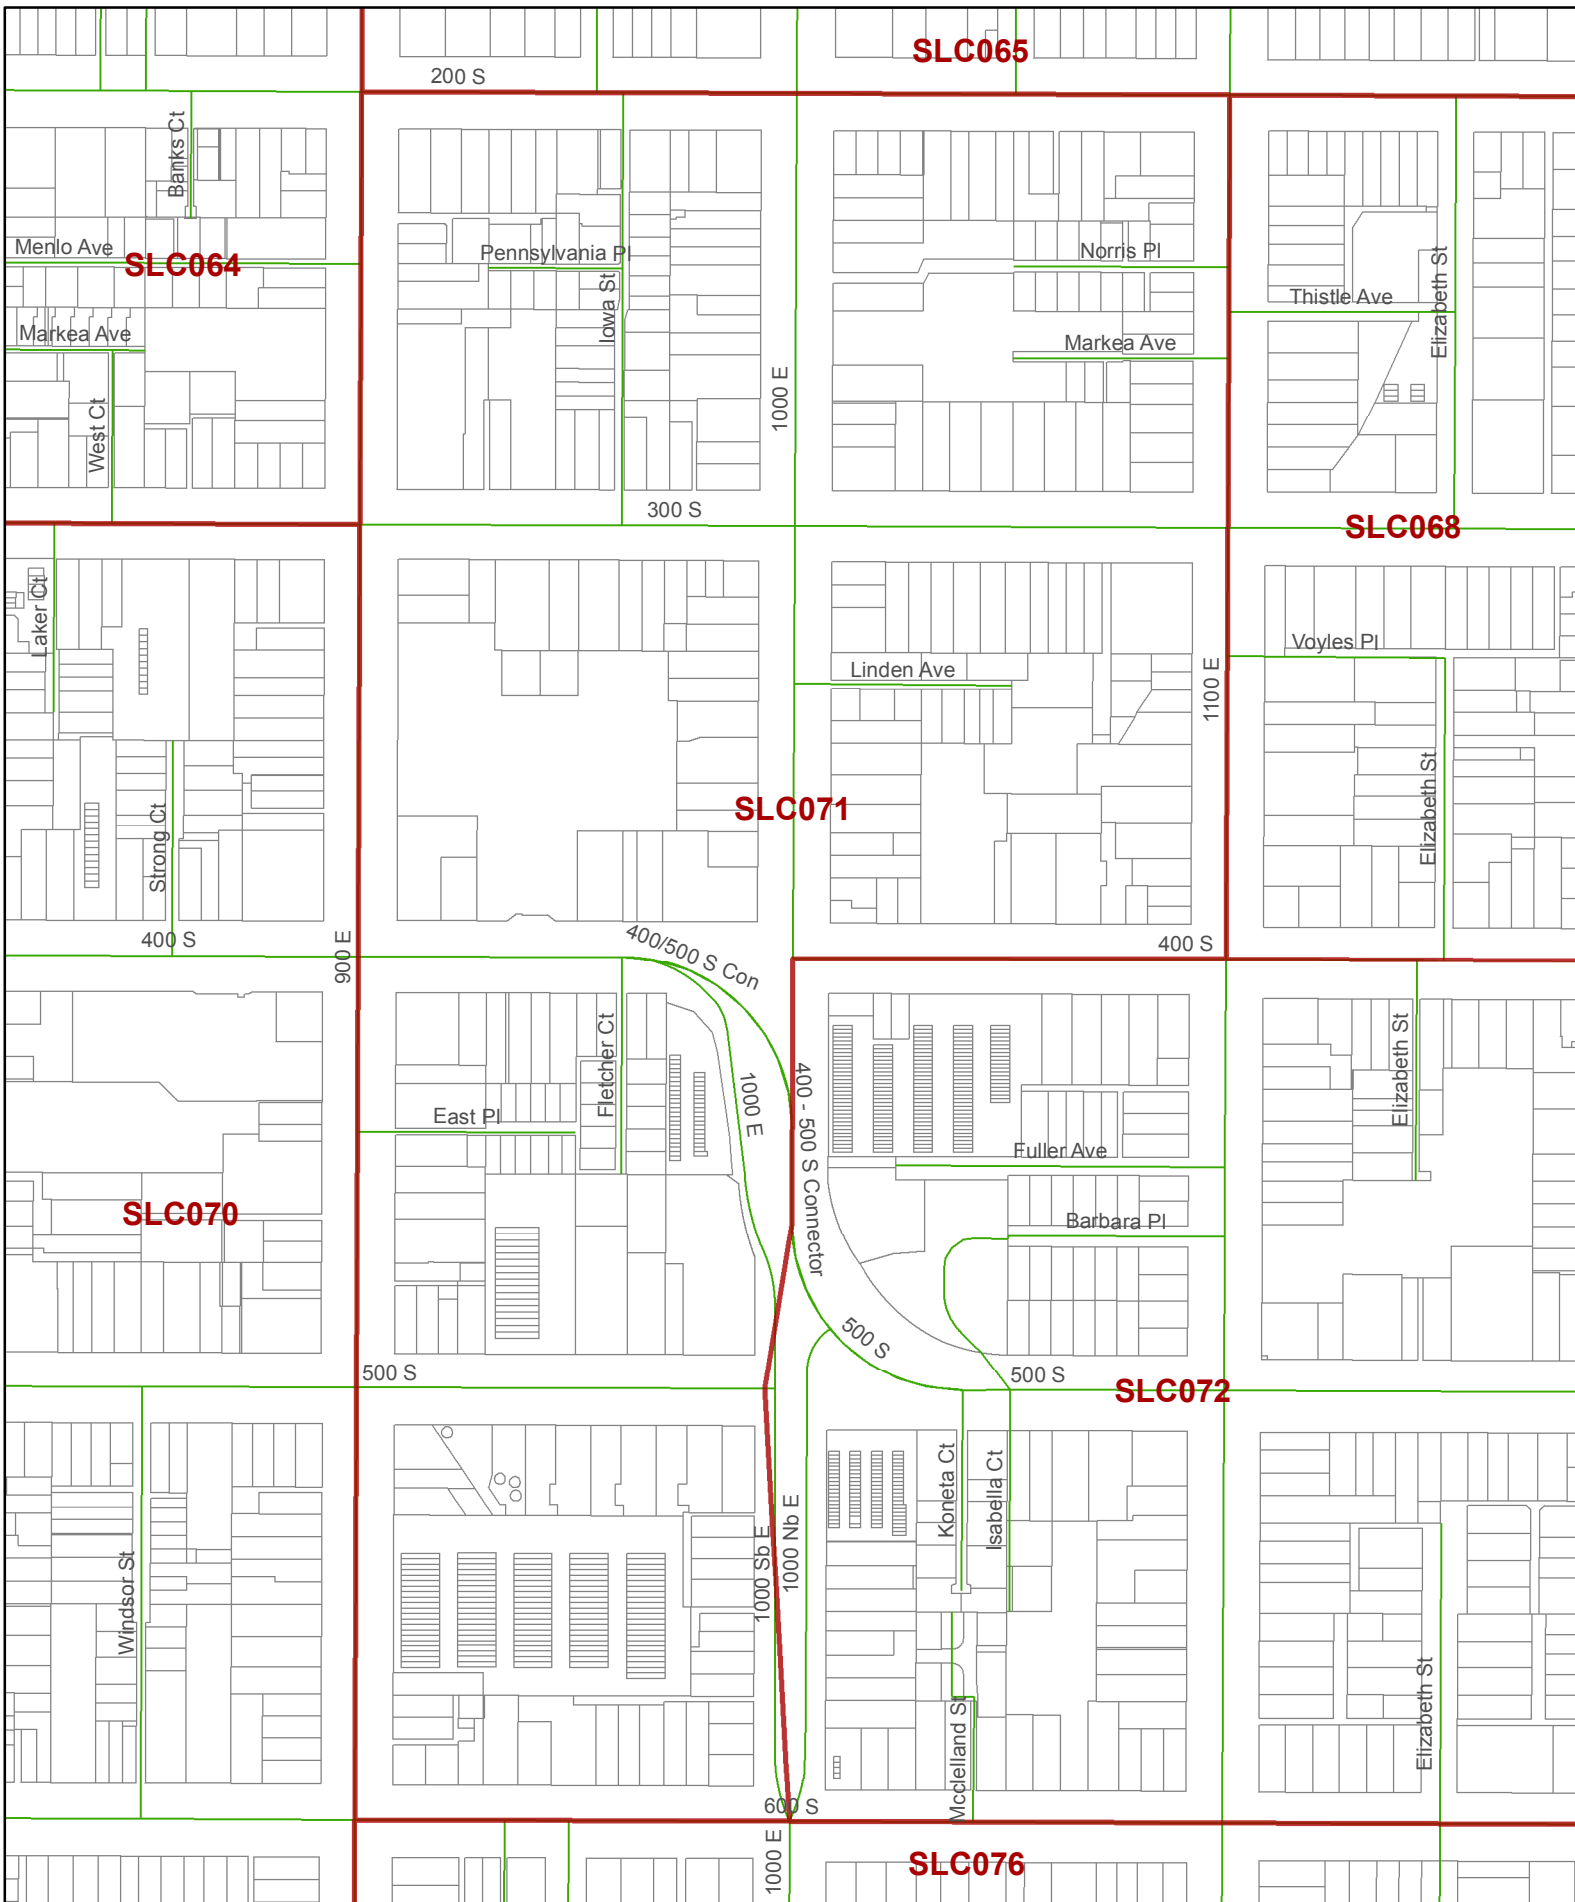 SLC065
200 S
Banks Ct
Menlo Ave
SLC064
Pennsylvania Pl
Norris Pl
Iowa St
Elizabeth St
Thistle Ave
Markea Ave
Markea Ave
West Ct
1000 E
300 S
SLC068
Laker Ct
Voyles Pl
Linden Ave
1100 E
SLC071
Strong Ct
Elizabeth St
400 S
900 E
400/500 S Con
400 S
Fletcher Ct
1000 E
400 - 500 S Connector
Elizabeth St
East Pl
Fuller Ave
SLC070
Barbara Pl
500 S
500 S
500 S
SLC072
Koneta Ct
Isabella Ct
1000 Sb E
1000 Nb E
Windsor St
Elizabeth St
Mcclelland St
600 S
1000 E
SLC076